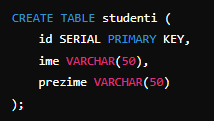 CREATE TABLE studenti (
    id SERIAL PRIMARY KEY,
    ime VARCHAR(50),
    prezime VARCHAR(50)
);